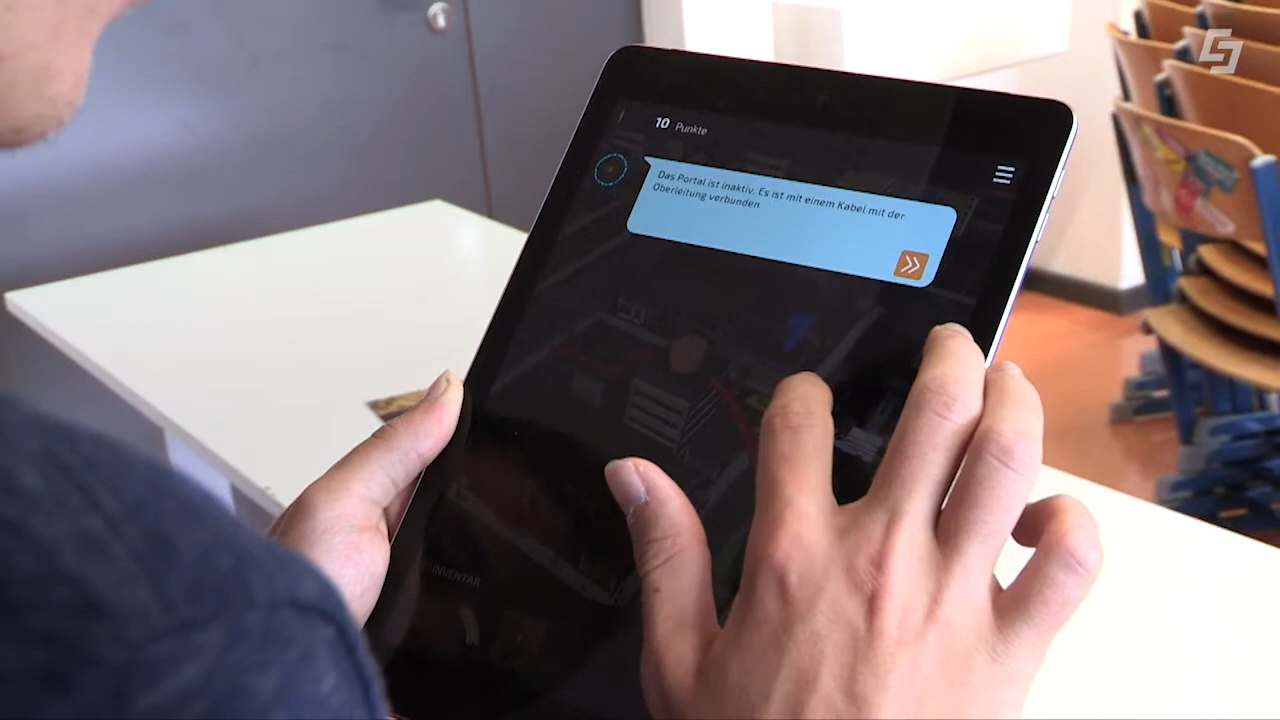 10 Punkte
Das Portal ist inaktiv. Es ist mit einem Kabel mit der
Oberleitung verbunden
INVENTAR